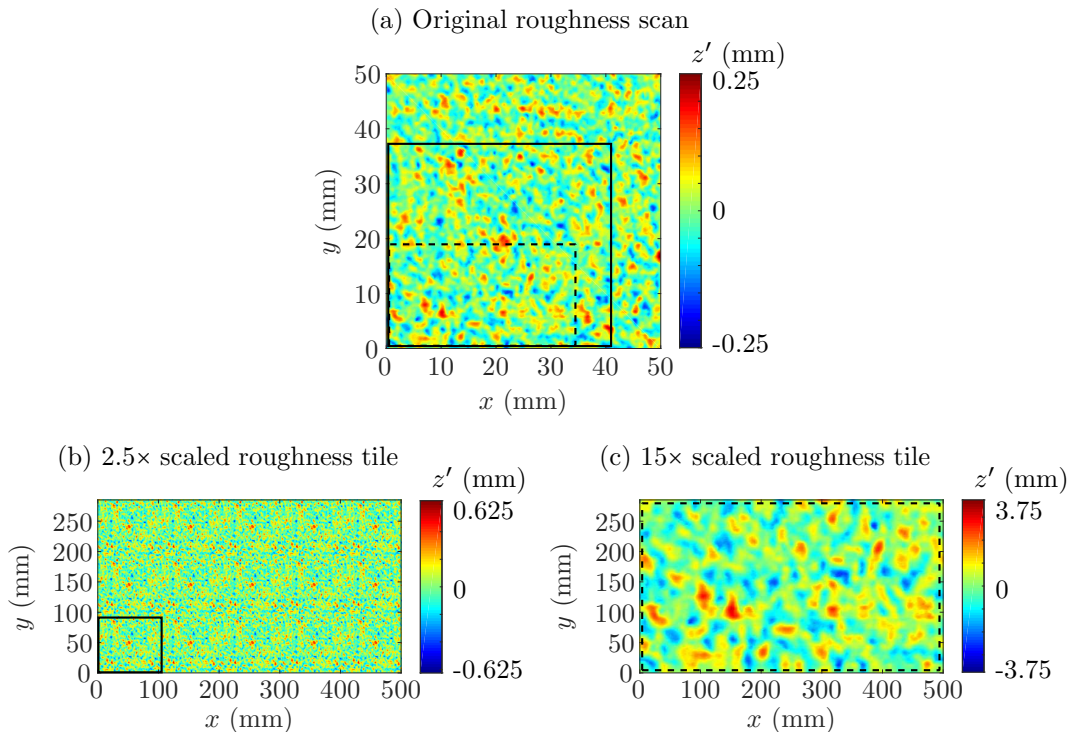 (a) Original roughness scan
z′ (mm)
50
40
30
20
10
0
y (mm)
0 10 20 30 40 50
x (mm)
0.25
0
-0.25
(b) 2.5× scaled roughness tile
z′ (mm)
250
200
150
100
50
0
y (mm)
0 100 200 300 400 500
x (mm)
0.625
0
-0.625
(c) 15× scaled roughness tile
z′ (mm)
250
200
150
100
50
0
y (mm)
0 100 200 300 400 500
x (mm)
3.75
0
-3.75